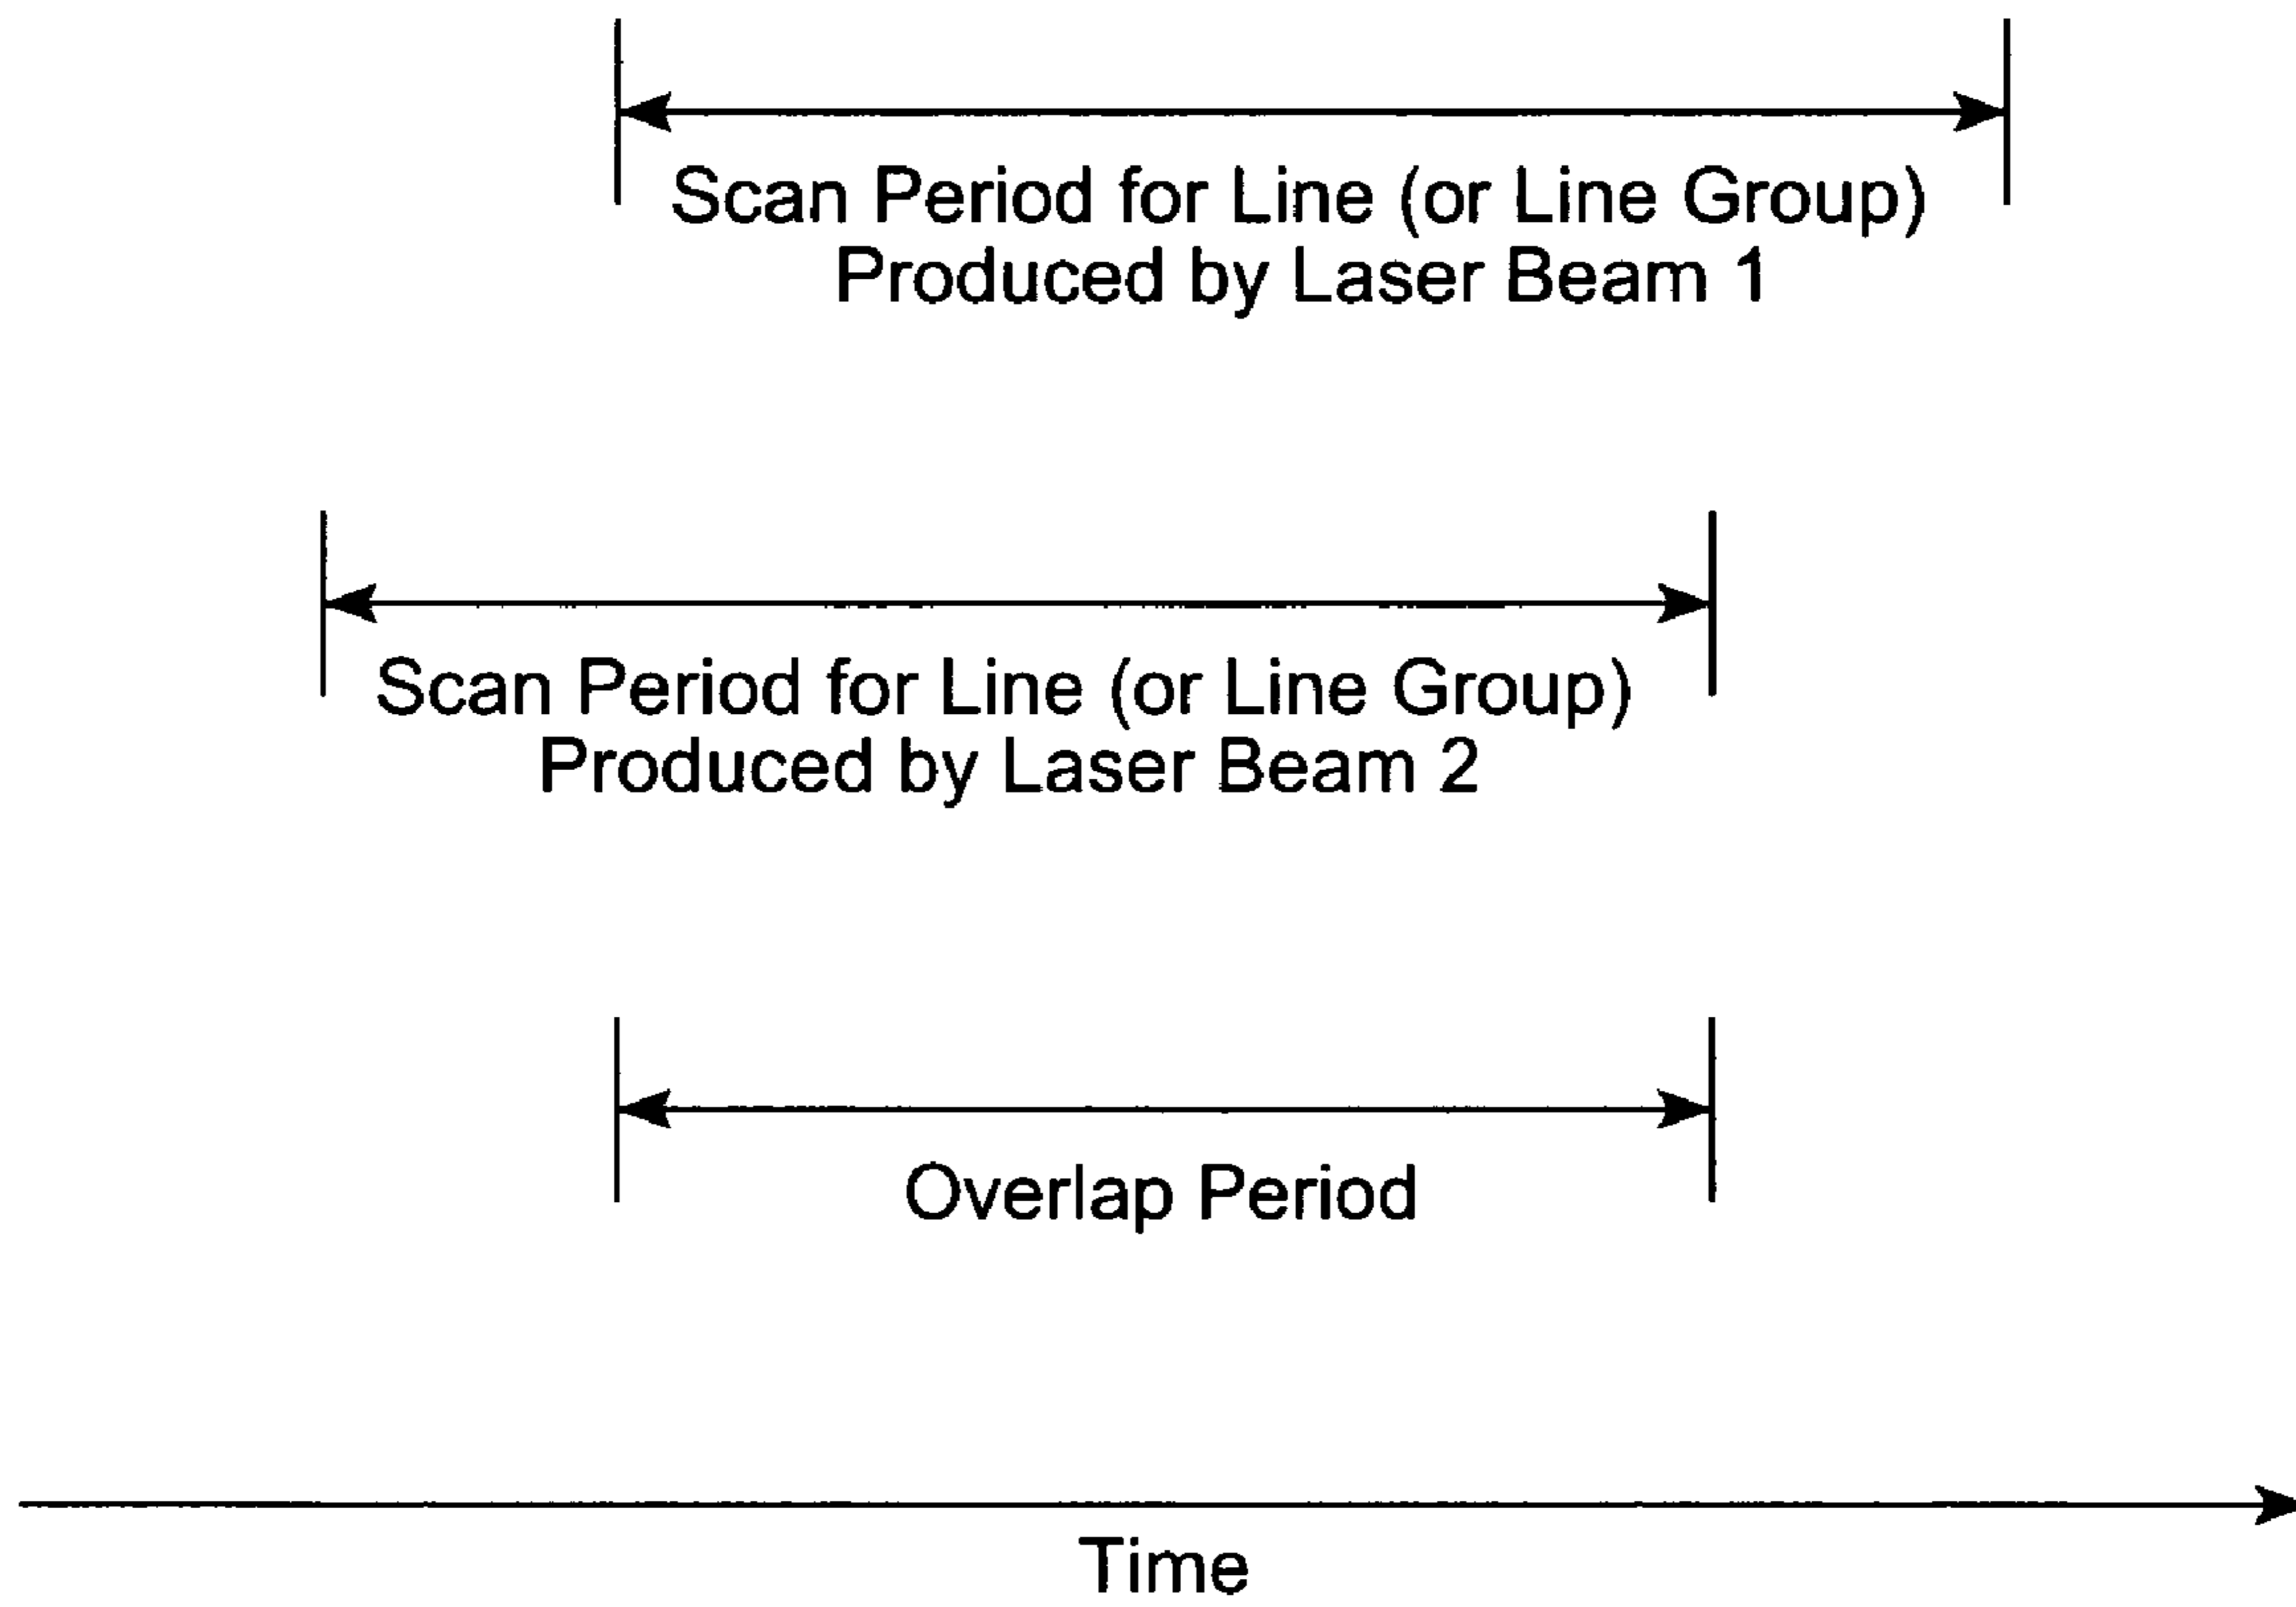 Scan Period for Line (or Line Group)
Produced by Laser Beam 1
Scan Period for Line (or Line Group)
Produced by Laser Beam 2
Overlap Period
Time